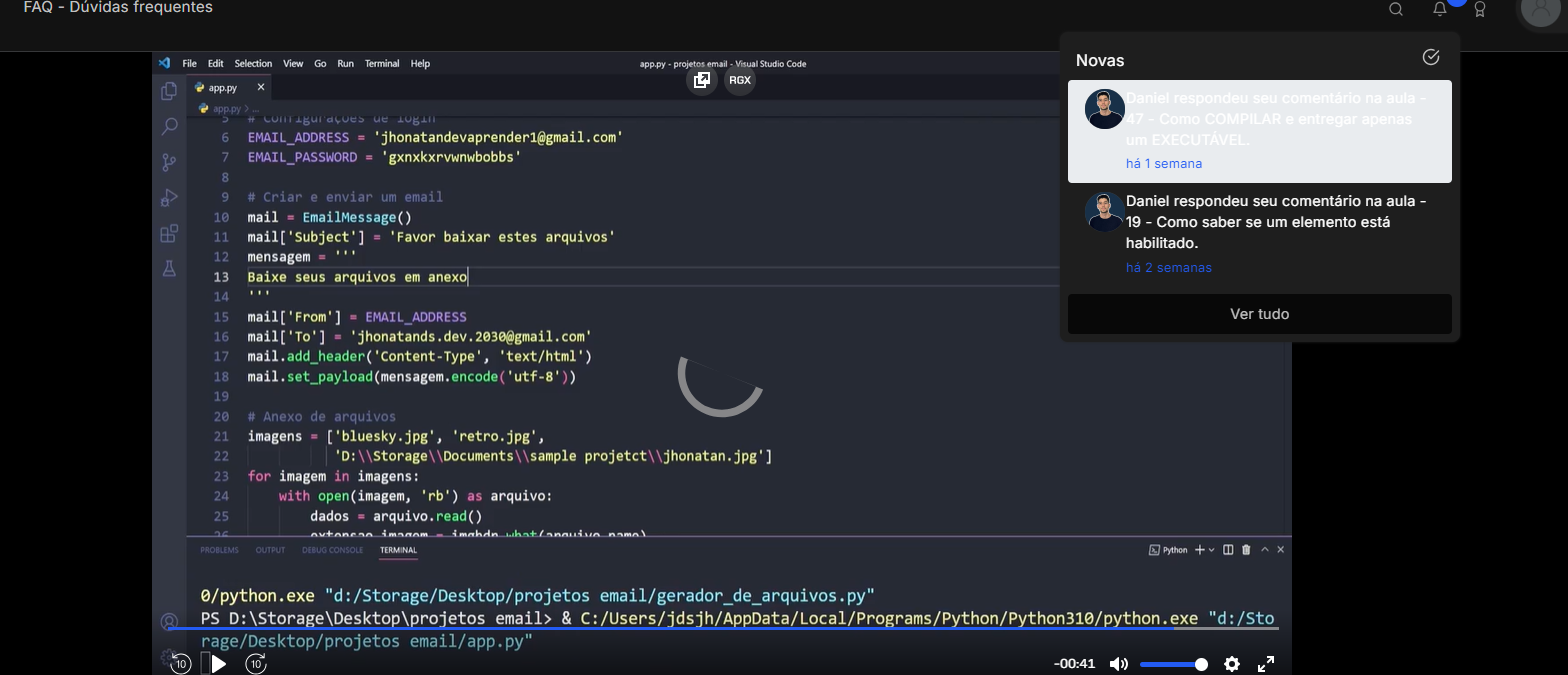 FAQ - Dúvidas frequentes
File Edit Selection View Go Run Terminal Help
app.py - projetos email - Visual Studio Code
RGX
app.py
app.py > ...
5 # Configurações de login
6 EMAIL_ADDRESS = 'jhonatandevaprender1@gmail.com'
7 EMAIL_PASSWORD = 'gxnxkxrvwnwbobbs'
8
9 # Criar e enviar um email
10 mail = EmailMessage()
11 mail['Subject'] = 'Favor baixar estes arquivos'
12 mensagem = '''
13 Baixe seus arquivos em anexo
14 '''
15 mail['From'] = EMAIL_ADDRESS
16 mail['To'] = 'jhonatands.dev.2030@gmail.com'
17 mail.add_header('Content-Type', 'text/html')
18 mail.set_payload(mensagem.encode('utf-8'))
19
20 # Anexo de arquivos
21 imagens = ['bluesky.jpg', 'retro.jpg',
22 'D:\\Storage\\Documents\\sample projetct\\jhonatan.jpg']
23 for imagem in imagens:
24 with open(imagem, 'rb') as arquivo:
25 dados = arquivo.read()
26 extensao_imagem = imghdr.what(arquivo.name)
PROBLEMS OUTPUT DEBUG CONSOLE TERMINAL
Python
0/python.exe "d:/Storage/Desktop/projetos email/gerador_de_arquivos.py"
PS D:\Storage\Desktop\projetos email> & C:/Users/jdsjh/AppData/Local/Programs/Python/Python310/python.exe "d:/Sto
rage/Desktop/projetos email/app.py"
10
10
-00:41
Novas
Daniel respondeu seu comentário na aula -
47 - Como COMPILAR e entregar apenas
um EXECUTÁVEL.
há 1 semana
Daniel respondeu seu comentário na aula -
19 - Como saber se um elemento está
habilitado.
há 2 semanas
Ver tudo